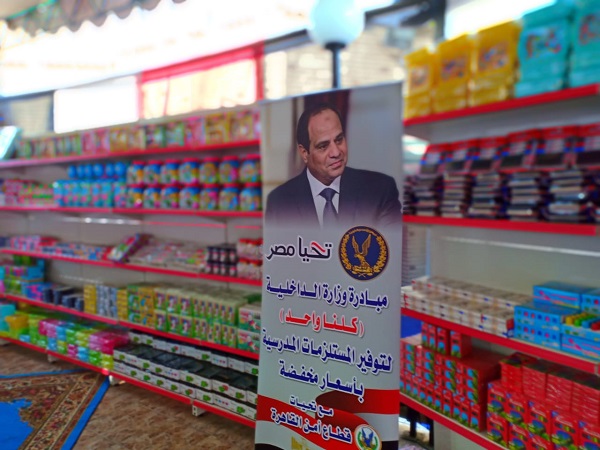 تحيا مصر
مبادرة وزارة الداخلية
((كلنا واحد))
لتوفير المستلزمات المدرسية
بأسعار مخفضة
مع تحيات
قطاع أمن القاهرة